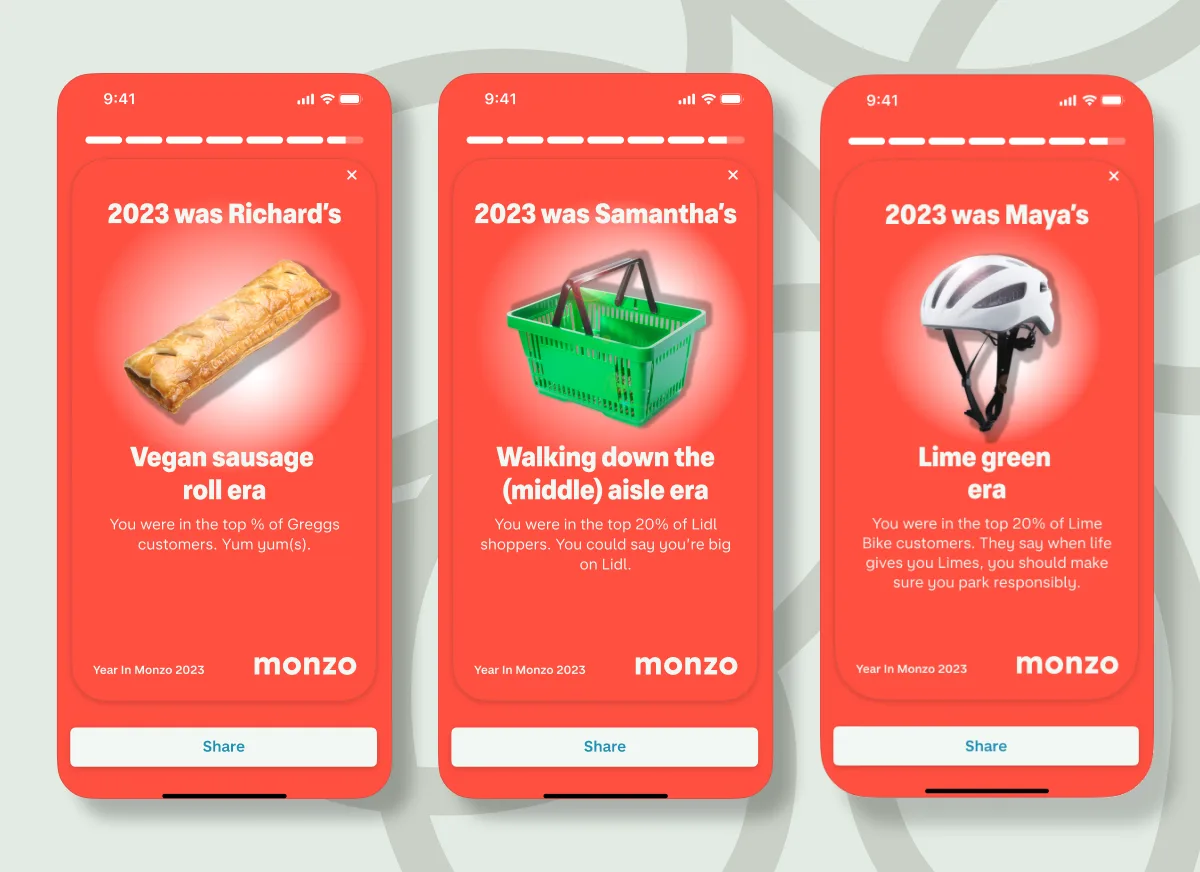 9:41
2023 was Richard's
Vegan sausage
roll era
You were in the top % of Greggs
customers. Yum yum(s).
Year In Monzo 2023
monzo
Share
9:41
2023 was Samantha's
Walking down the
(middle) aisle era
You were in the top 20% of Lidl
shoppers. You could say you're big
on Lidl.
Year In Monzo 2023
monzo
Share
9:41
2023 was Maya's
Lime green
era
You were in the top 20% of Lime
Bike customers. They say when life
gives you Limes, you should make
sure you park responsibly.
Year In Monzo 2023
monzo
Share